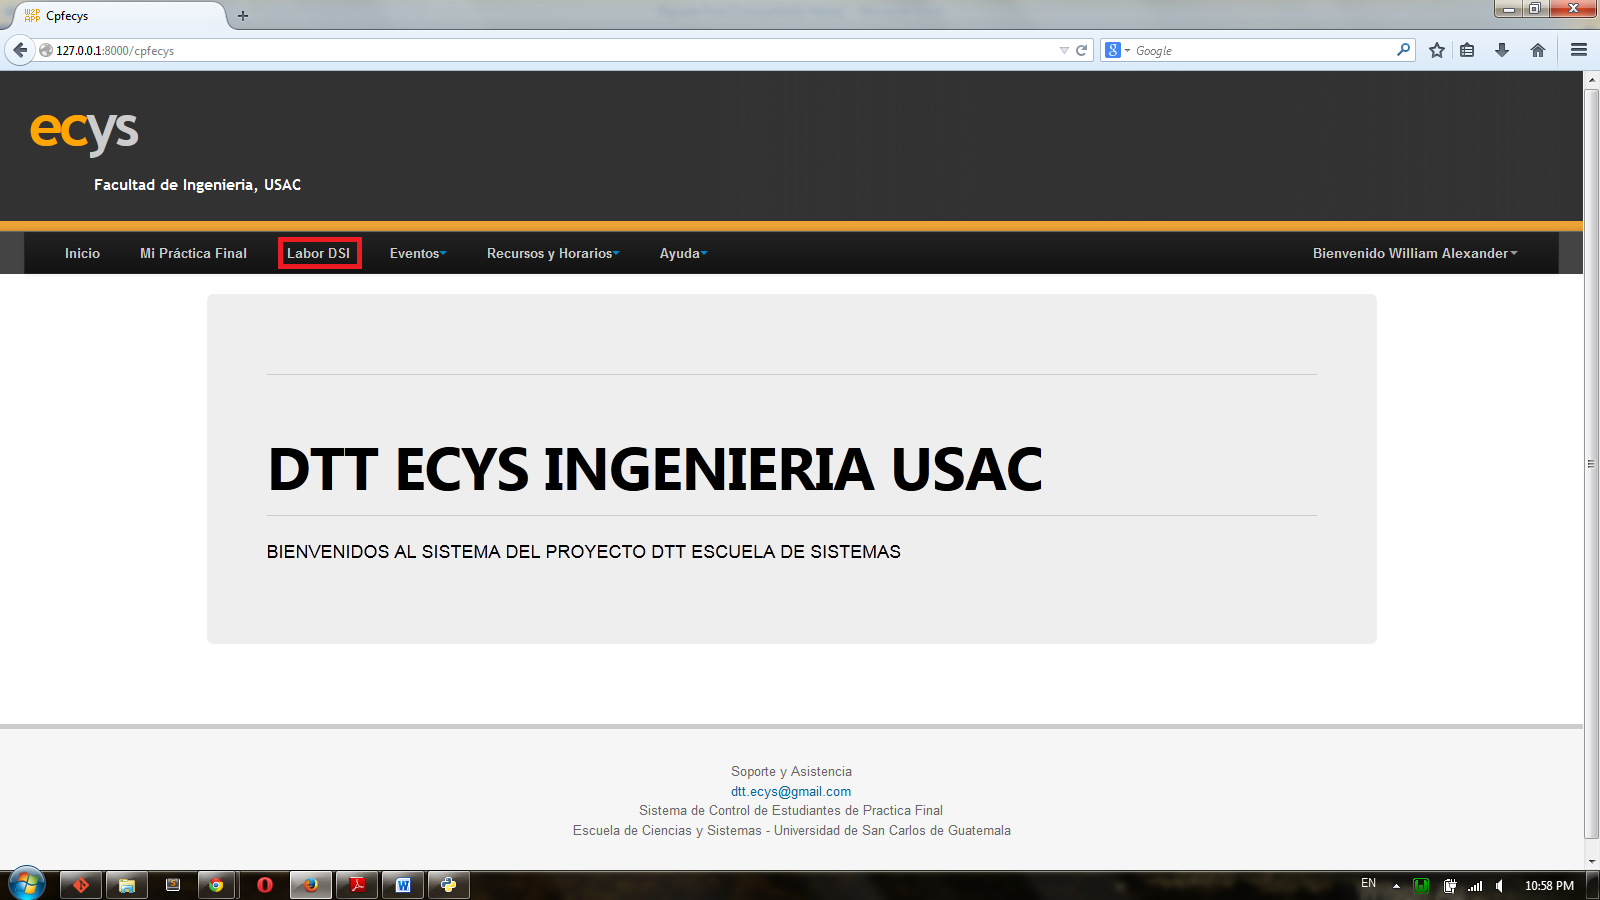 Cpfecys
127.0.0.1:8000/cpfecys
Google
ecys
Facultad de Ingenieria, USAC
Inicio
Mi Práctica Final
Labor DSI
Eventos
Recursos y Horarios
Ayuda
Bienvenido William Alexander
DTT ECYS INGENIERIA USAC
BIENVENIDOS AL SISTEMA DEL PROYECTO DTT ESCUELA DE SISTEMAS
Soporte y Asistencia
dtt.ecys@gmail.com
Sistema de Control de Estudiantes de Practica Final
Escuela de Ciencias y Sistemas - Universidad de San Carlos de Guatemala
EN
10:58 PM